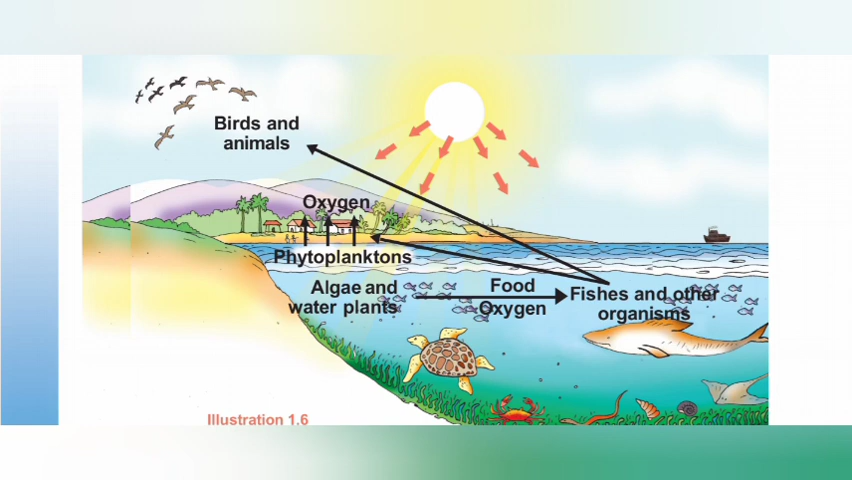 Birds and
animals
Oxygen
Phytoplanktons
Algae and
water plants
Food
Oxygen
Fishes and other
organisms
Illustration 1.6